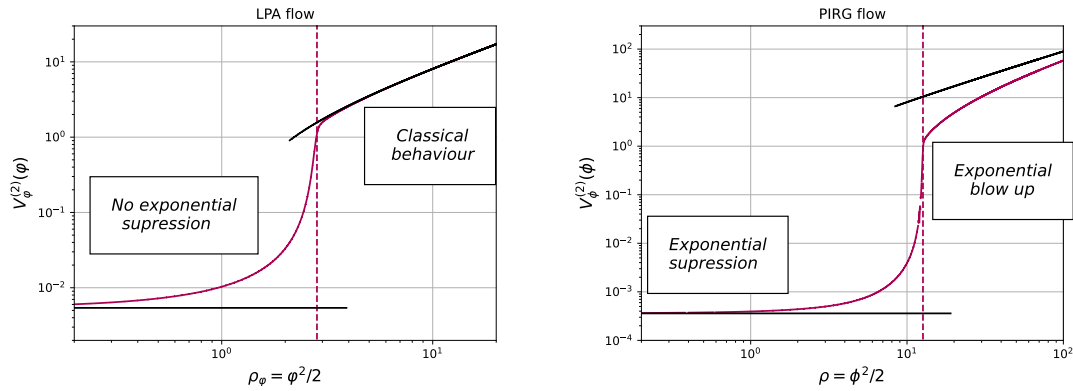 LPA flow
V_φ^(2)(φ)
10^1
10^0
10^−1
10^−2
No exponential
supression
Classical
behaviour
10^0
10^1
ρ_φ = φ^2/2
PIRG flow
V_ϕ^(2)(ϕ)
10^2
10^1
10^0
10^−1
10^−2
10^−3
10^−4
Exponential
blow up
Exponential
supression
10^0
10^1
10^2
ρ = ϕ^2/2